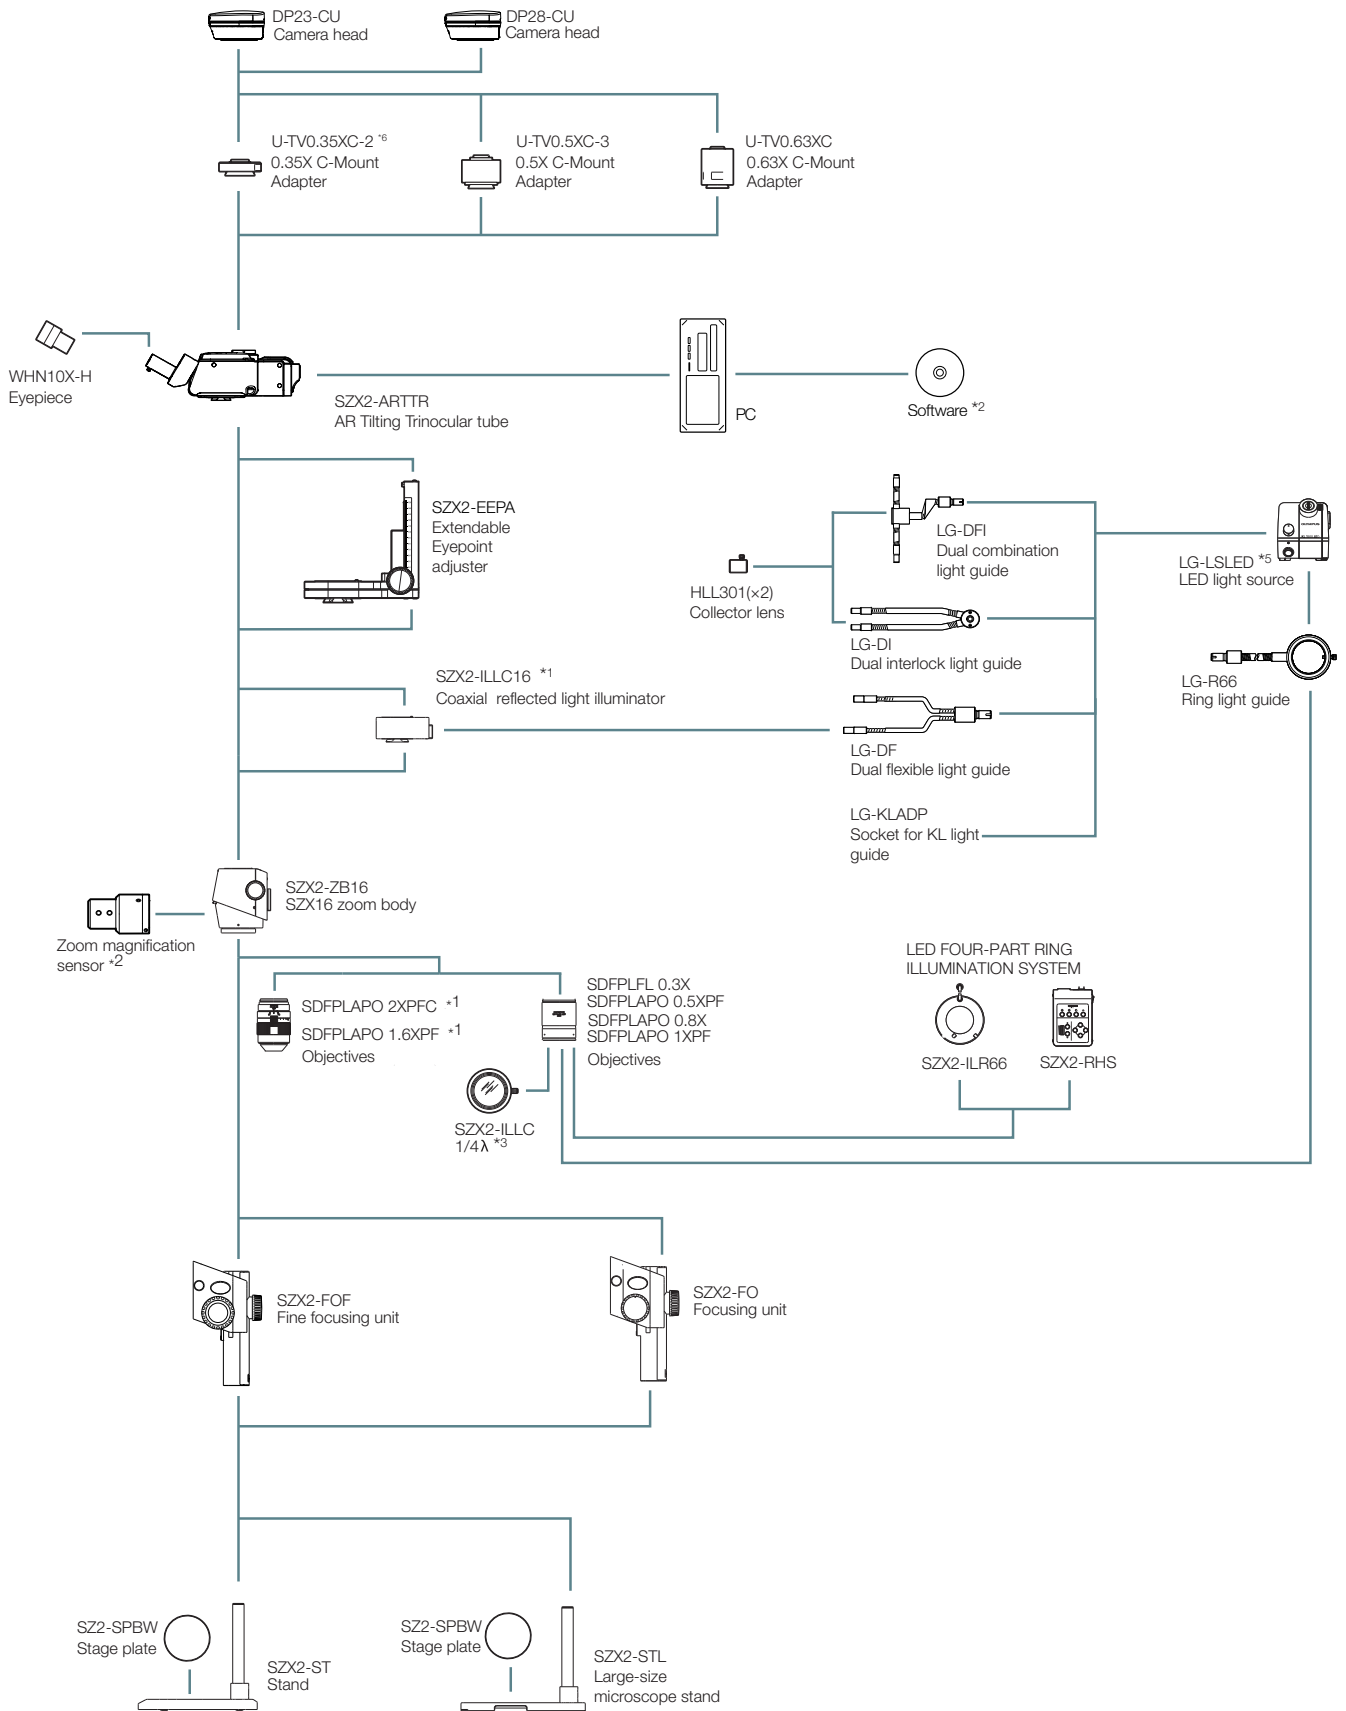 DP23-CU
Camera head
DP28-CU
Camera head
U-TV0.35XC-2 *6
0.35X C-Mount
Adapter
U-TV0.5XC-3
0.5X C-Mount
Adapter
U-TV0.63XC
0.63X C-Mount
Adapter
WHN10X-H
Eyepiece
SZX2-ARTTR
AR Tilting Trinocular tube
PC
Software *2
SZX2-EEPA
Extendable
Eyepoint
adjuster
LG-DFI
Dual combination
light guide
HLL301(×2)
Collector lens
LG-LSLED *5
LED light source
LG-DI
Dual interlock light guide
SZX2-ILLC16 *1
Coaxial reflected light illuminator
LG-R66
Ring light guide
LG-DF
Dual flexible light guide
LG-KLADP
Socket for KL light
guide
SZX2-ZB16
SZX16 zoom body
Zoom magnification
sensor *2
SDFPLAPO 2XPFC *1
SDFPLAPO 1.6XPF *1
Objectives
SDFPLFL 0.3X
SDFPLAPO 0.5XPF
SDFPLAPO 0.8X
SDFPLAPO 1XPF
Objectives
LED FOUR-PART RING
ILLUMINATION SYSTEM
SZX2-ILR66
SZX2-RHS
SZX2-ILLC
1/4λ *3
SZX2-FOF
Fine focusing unit
SZX2-FO
Focusing unit
SZ2-SPBW
Stage plate
SZX2-ST
Stand
SZ2-SPBW
Stage plate
SZX2-STL
Large-size
microscope stand